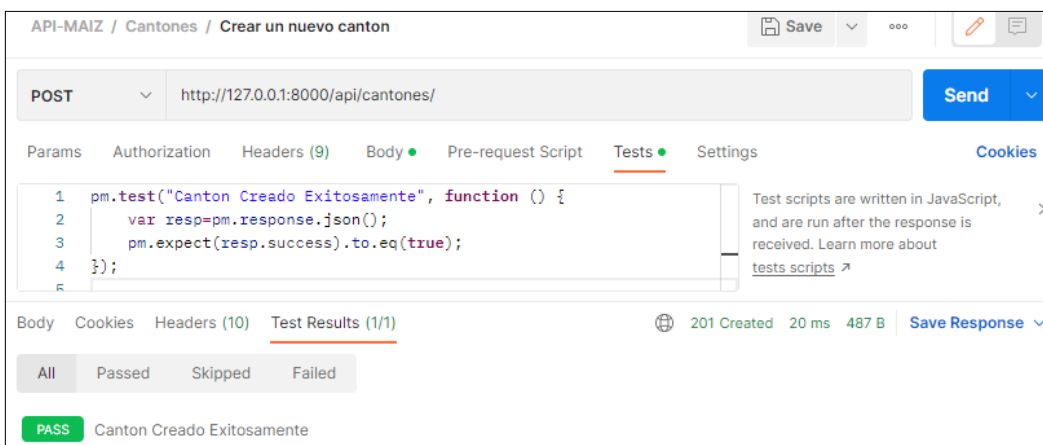 API-MAIZ / Cantones / Crear un nuevo canton Save ooo
POST http://127.0.0.1:8000/api/cantones/ Send
Params Authorization Headers (9) Body Pre-request Script Tests Settings Cookies
1 pm.test("Canton Creado Exitosamente", function () {
2 var resp=pm.response.json();
3 pm.expect(resp.success).to.eq(true);
4 });
5
Test scripts are written in JavaScript,
and are run after the response is
received. Learn more about
tests scripts ↗
Body Cookies Headers (10) Test Results (1/1) 201 Created 20 ms 487 B Save Response
All Passed Skipped Failed
PASS Canton Creado Exitosamente